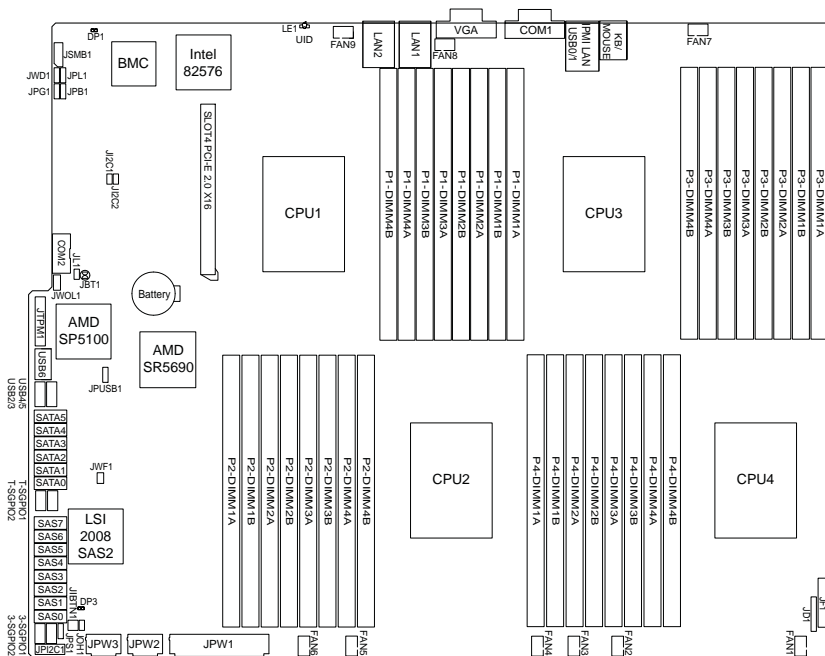 LE1
UID
DP1
FAN9
LAN2
LAN1
VGA
FAN8
COM1
IPMI LAN
USB0/1
KB/
MOUSE
FAN7
JSMB1
BMC
Intel
82576
JWD1
JPL1
JPG1
JPB1
SLOT4 PCI-E 2.0 X16
JI2C1
JI2C2
CPU1
P1-DIMM4B
P1-DIMM4A
P1-DIMM3B
P1-DIMM3A
P1-DIMM2B
P1-DIMM2A
P1-DIMM1B
P1-DIMM1A
CPU3
P3-DIMM4B
P3-DIMM4A
P3-DIMM3B
P3-DIMM3A
P3-DIMM2B
P3-DIMM2A
P3-DIMM1B
P3-DIMM1A
COM2
JL1
JBT1
JWOL1
Battery
JTPM1
AMD
SP5100
AMD
SR5690
USB6
JPUSB1
USB4/5
USB2/3
SATA5
SATA4
SATA3
SATA2
SATA1
SATA0
JWF1
T-SGPIO1
T-SGPIO2
P2-DIMM1A
P2-DIMM1B
P2-DIMM2A
P2-DIMM2B
P2-DIMM3A
P2-DIMM3B
P2-DIMM4A
P2-DIMM4B
CPU2
P4-DIMM1A
P4-DIMM1B
P4-DIMM2A
P4-DIMM2B
P4-DIMM3A
P4-DIMM3B
P4-DIMM4A
P4-DIMM4B
CPU4
LSI
2008
SAS2
SAS7
SAS6
SAS5
SAS4
SAS3
SAS2
SAS1
SAS0
JIBTN1
DP3
3-SGPIO1
3-SGPIO2
JPI2C1
JPS1
JOH1
JPW3
JPW2
JPW1
FAN6
FAN5
FAN4
FAN3
FAN2
FAN1
JD1
JF1